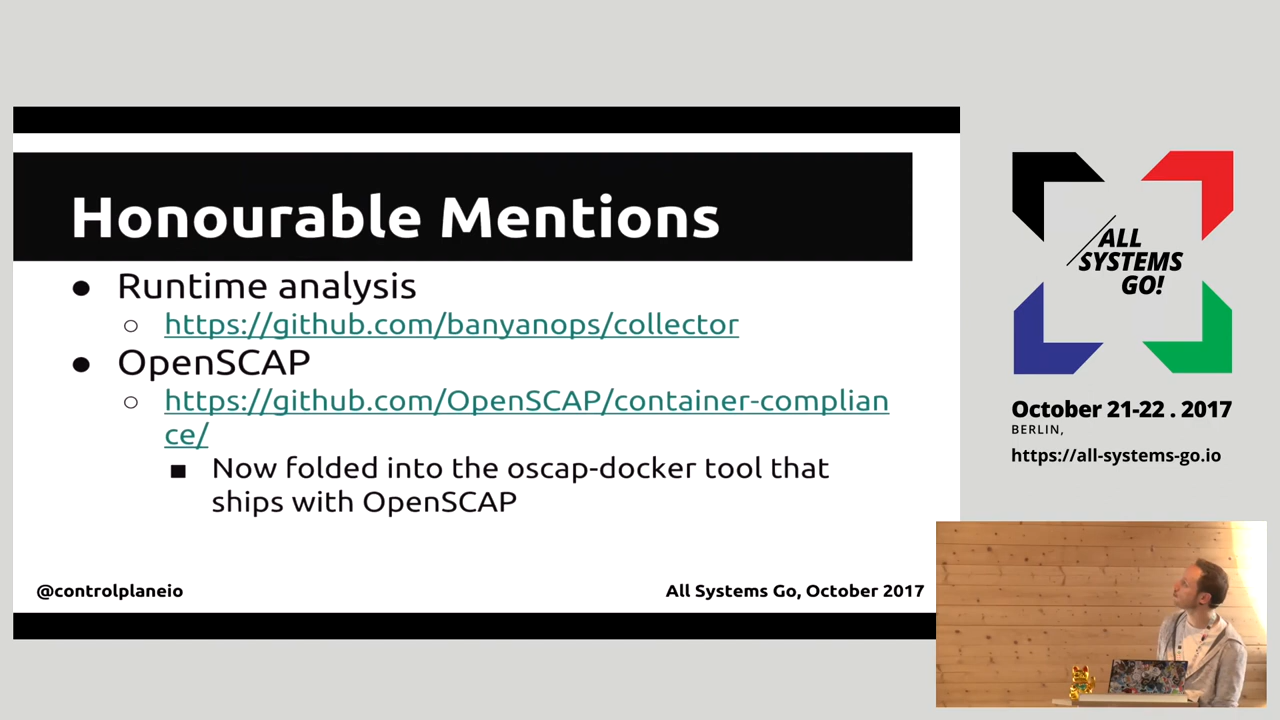 Honourable Mentions
● Runtime analysis
○ https://github.com/banyanops/collector
● OpenSCAP
○ https://github.com/OpenSCAP/container-complian
ce/
■ Now folded into the oscap-docker tool that
ships with OpenSCAP
@controlplaneio
All Systems Go, October 2017
ALL
SYSTEMS
GO!
October 21-22 . 2017
BERLIN,
https://all-systems-go.io